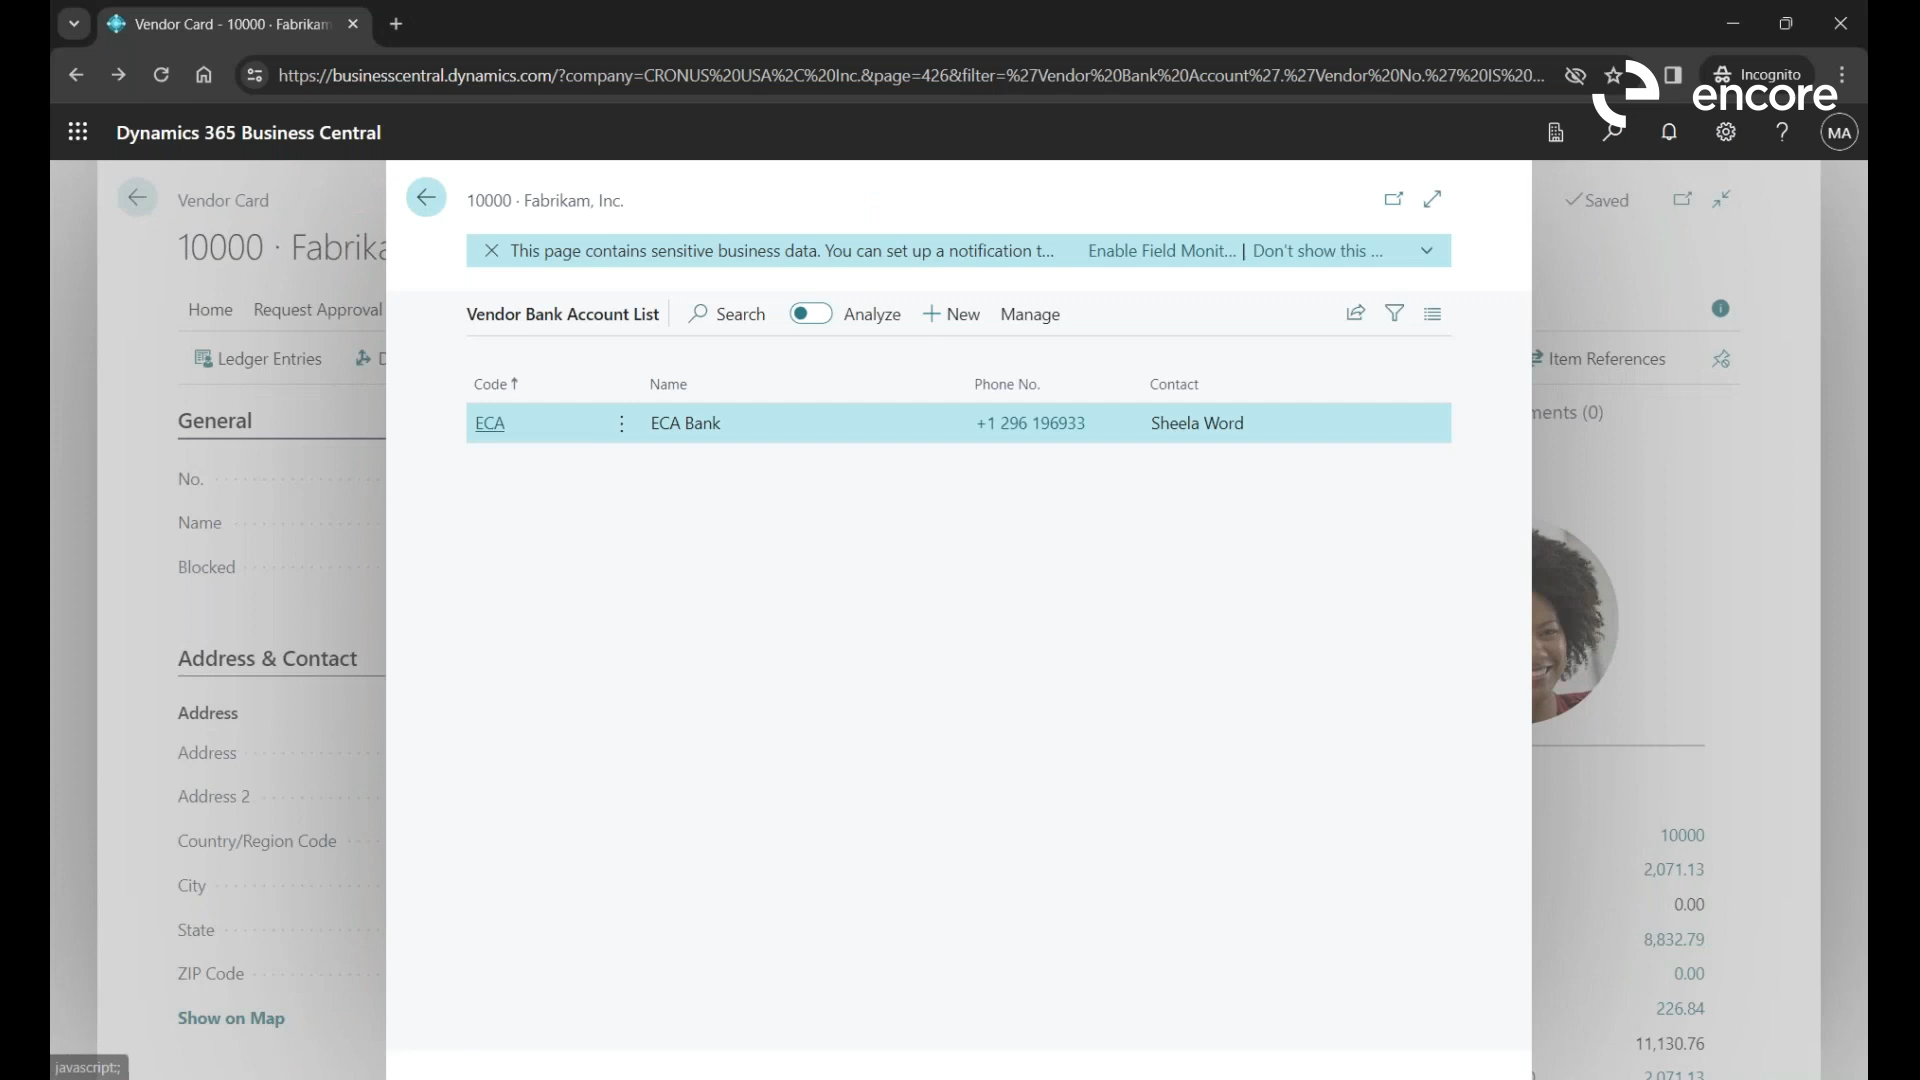 Vendor Card - 10000 · Fabrikam
https://businesscentral.dynamics.com/?company=CRONUS%20USA%2C%20Inc.&page=426&filter=%27Vendor%20Bank%20Account%27.%27Vendor%20No.%27%20IS%20...
Incognito
encore
Dynamics 365 Business Central
MA
Vendor Card
10000 · Fabrikam, Inc.
Saved
10000 · Fabrika
This page contains sensitive business data. You can set up a notification t...
Enable Field Monit... | Don't show this ...
Home
Request Approval
Vendor Bank Account List
Search
Analyze
New
Manage
Ledger Entries
D
Item References
Code
Name
Phone No.
Contact
ments (0)
ECA
ECA Bank
+1 296 196933
Sheela Word
General
No.
Name
Blocked
Address & Contact
Address
Address
Address 2
Country/Region Code
City
State
ZIP Code
Show on Map
10000
2,071.13
0.00
8,832.79
0.00
226.84
11,130.76
2,071.13
javascript:;